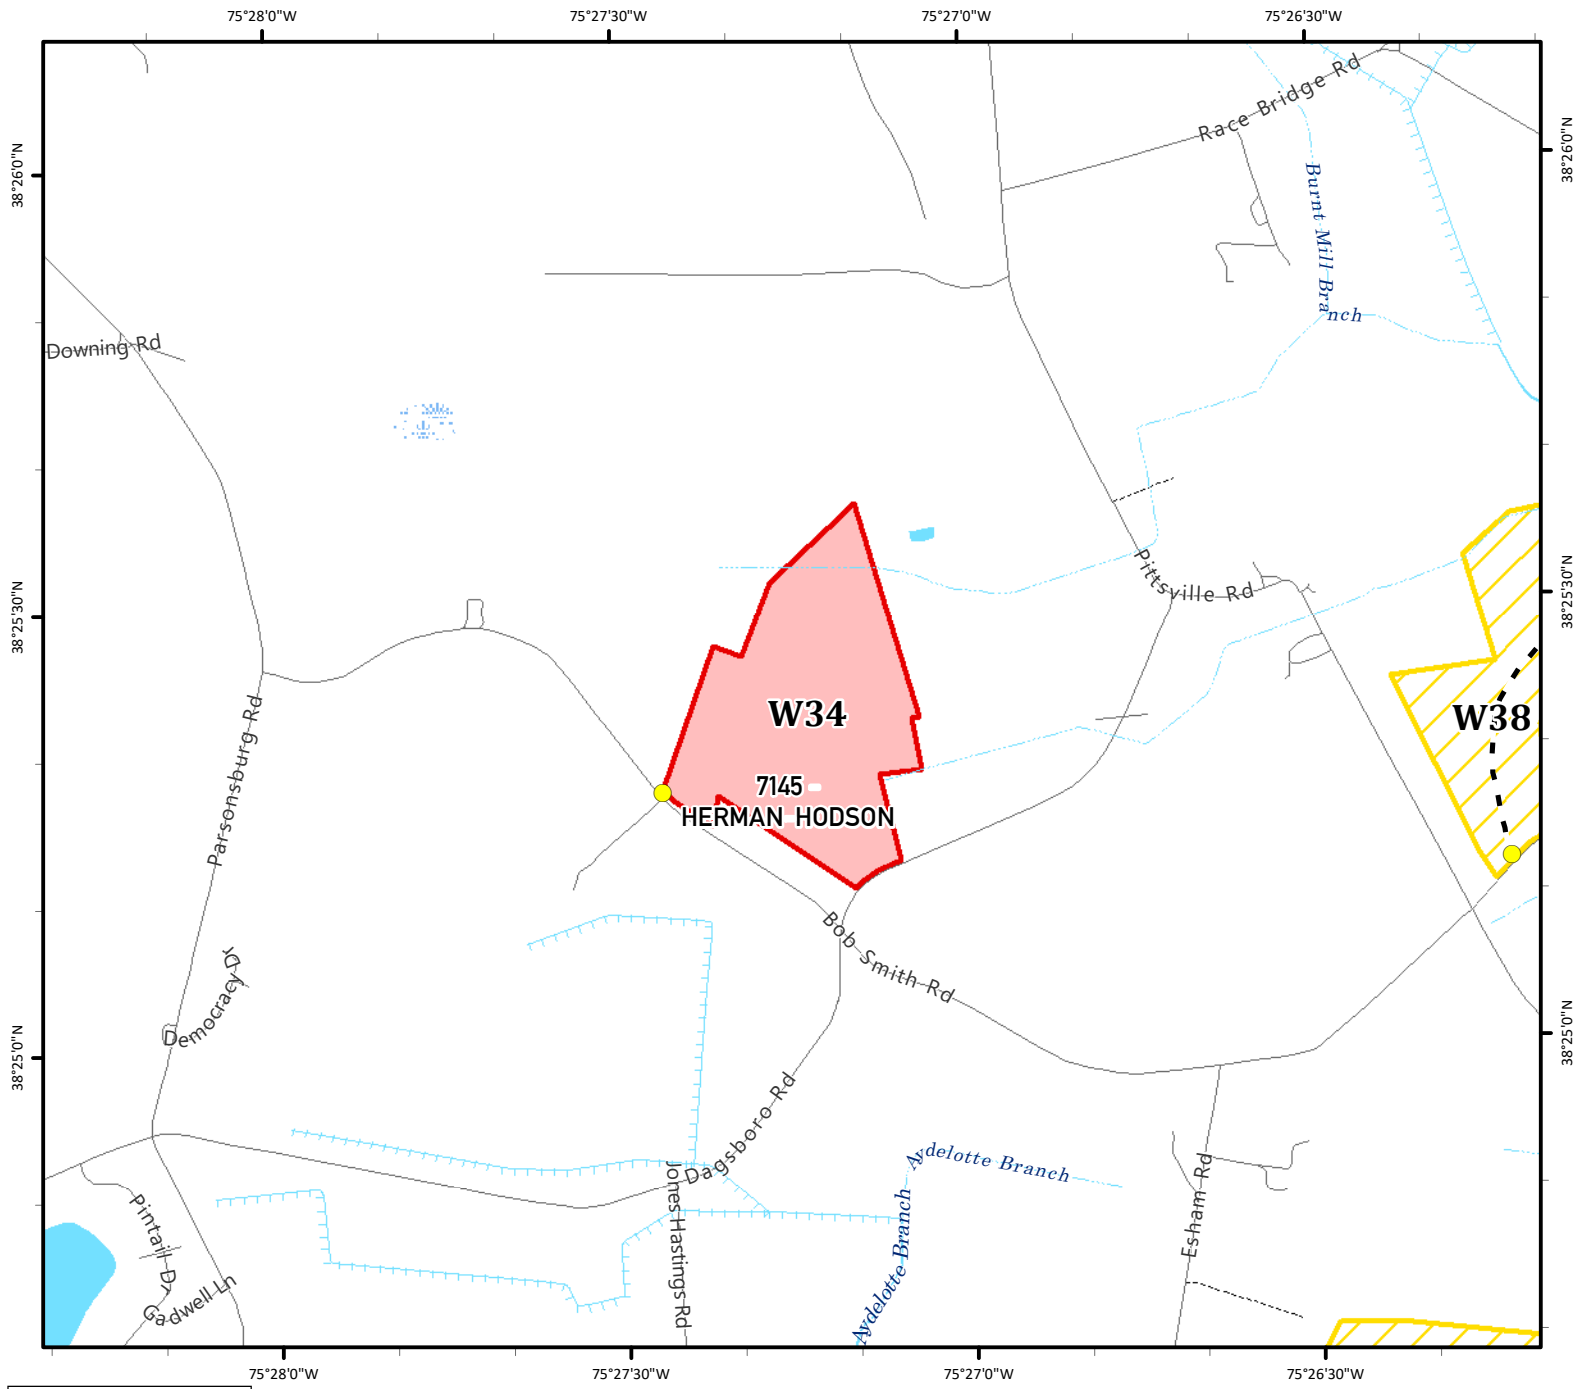 75°28'0"W
75°27'30"W
75°27'0"W
75°26'30"W
38°26'0"N
38°26'0"N
Race Bridge Rd
Burnt Mill Branch
Downing Rd
38°25'30"N
38°25'30"N
Pittsville Rd
Parsonsburg Rd
W34
W38
7145 -
HERMAN HODSON
Bob Smith Rd
Democracy Dr
38°25'0"N
38°25'0"N
Dagsboro Rd
Aydelotte Branch
Aydelotte Branch
Jones Hastings Rd
Esham Rd
Pintail Dr
Gadwell Ln
75°28'0"W
75°27'30"W
75°27'0"W
75°26'30"W